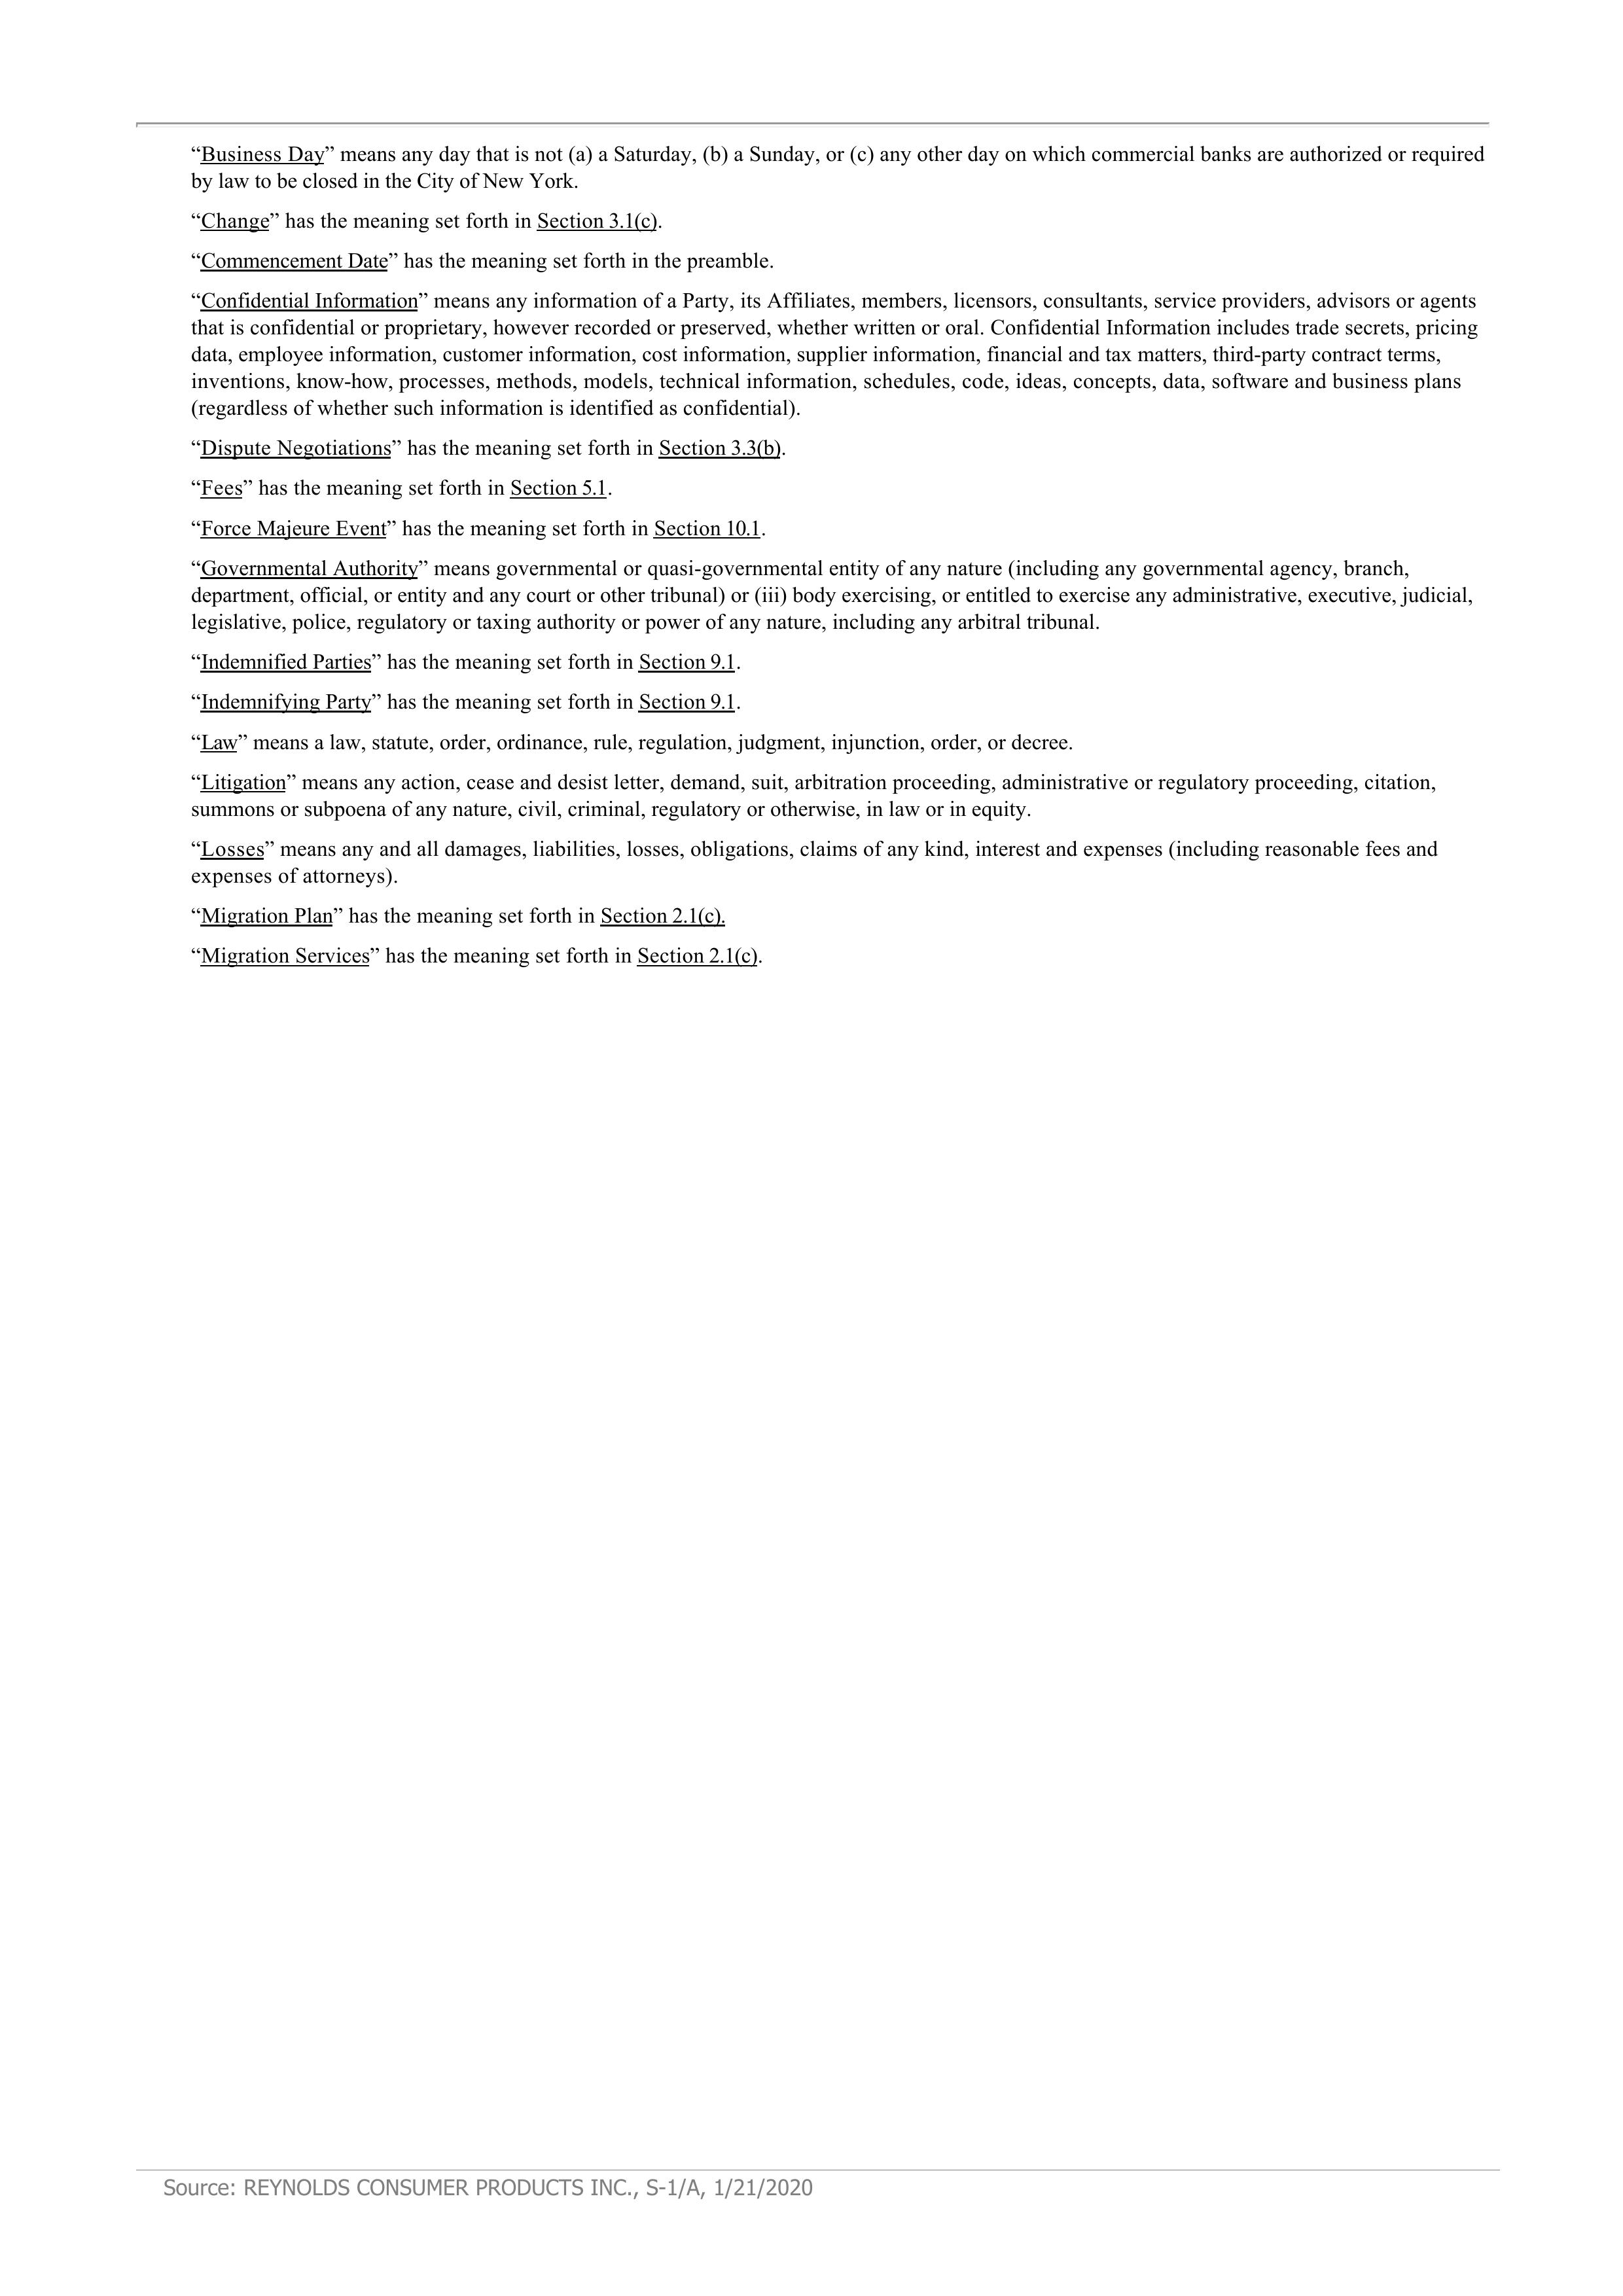 “Business Day” means any day that is not (a) a Saturday, (b) a Sunday, or (c) any other day on which commercial banks are authorized or required
by law to be closed in the City of New York.
“Change” has the meaning set forth in Section 3.1(c).
“Commencement Date” has the meaning set forth in the preamble.
“Confidential Information” means any information of a Party, its Affiliates, members, licensors, consultants, service providers, advisors or agents
that is confidential or proprietary, however recorded or preserved, whether written or oral. Confidential Information includes trade secrets, pricing
data, employee information, customer information, cost information, supplier information, financial and tax matters, third-party contract terms,
inventions, know-how, processes, methods, models, technical information, schedules, code, ideas, concepts, data, software and business plans
(regardless of whether such information is identified as confidential).
“Dispute Negotiations” has the meaning set forth in Section 3.3(b).
“Fees” has the meaning set forth in Section 5.1.
“Force Majeure Event” has the meaning set forth in Section 10.1.
“Governmental Authority” means governmental or quasi-governmental entity of any nature (including any governmental agency, branch,
department, official, or entity and any court or other tribunal) or (iii) body exercising, or entitled to exercise any administrative, executive, judicial,
legislative, police, regulatory or taxing authority or power of any nature, including any arbitral tribunal.
“Indemnified Parties” has the meaning set forth in Section 9.1.
“Indemnifying Party” has the meaning set forth in Section 9.1.
“Law” means a law, statute, order, ordinance, rule, regulation, judgment, injunction, order, or decree.
“Litigation” means any action, cease and desist letter, demand, suit, arbitration proceeding, administrative or regulatory proceeding, citation,
summons or subpoena of any nature, civil, criminal, regulatory or otherwise, in law or in equity.
“Losses” means any and all damages, liabilities, losses, obligations, claims of any kind, interest and expenses (including reasonable fees and
expenses of attorneys).
“Migration Plan” has the meaning set forth in Section 2.1(c).
“Migration Services” has the meaning set forth in Section 2.1(c).
Source: REYNOLDS CONSUMER PRODUCTS INC., S-1/A, 1/21/2020